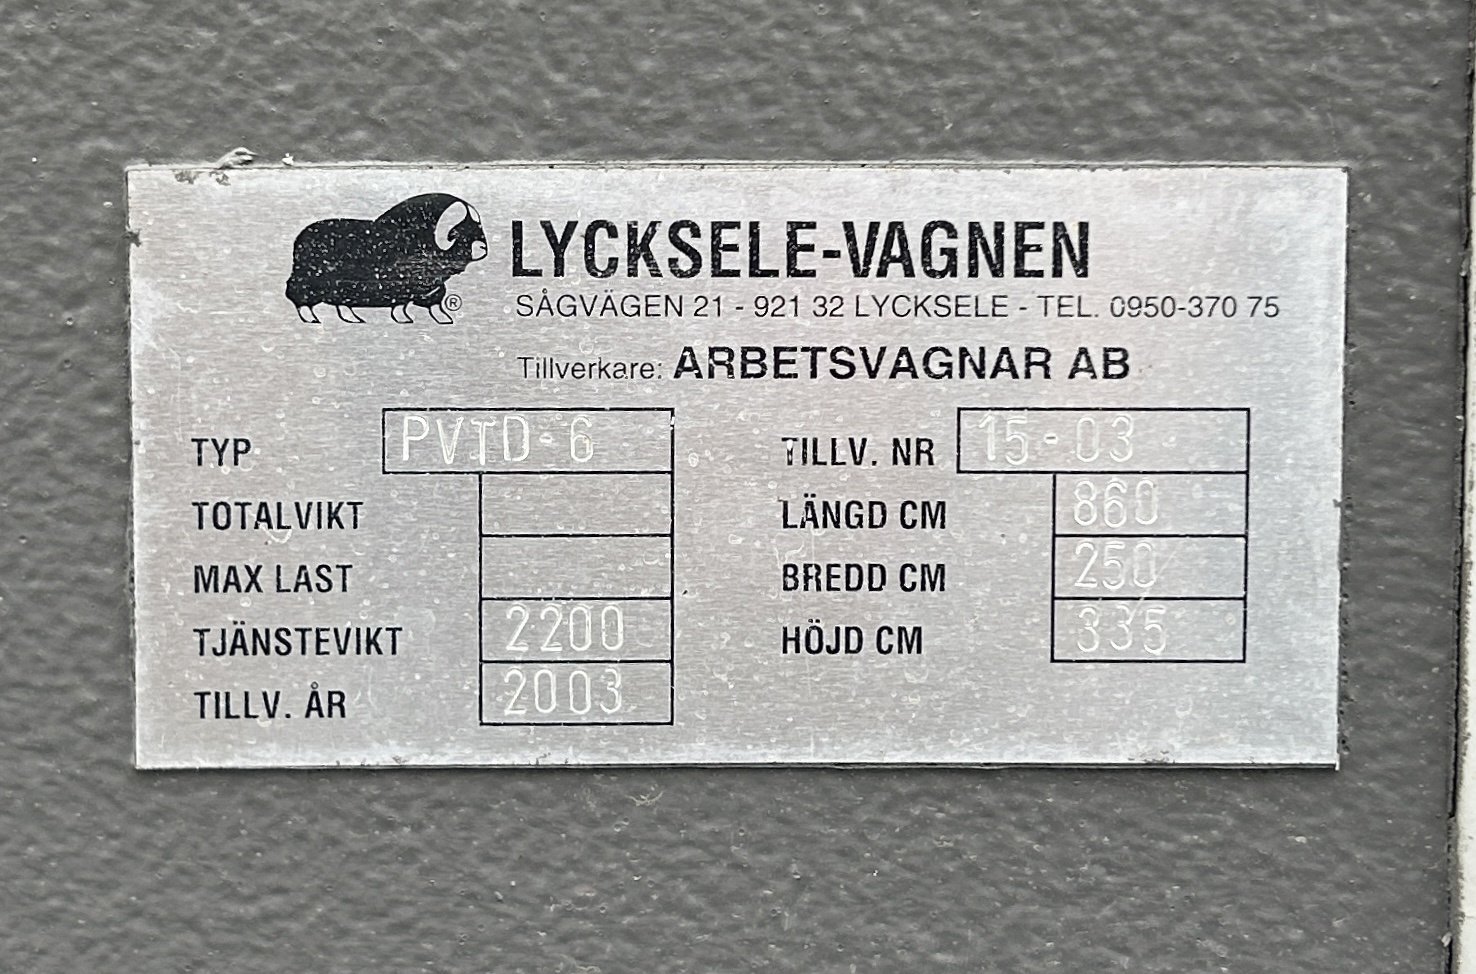 LYCKSELE-VAGNEN
®
SÅGVÄGEN 21 - 921 32 LYCKSELE - TEL. 0950-370 75
Tillverkare: ARBETSVAGNAR AB
TYP PVTD-6 TILLV. NR 15-03
TOTALVIKT LÄNGD CM 860
MAX LAST BREDD CM 250
TJÄNSTEVIKT 2200 HÖJD CM 335
TILLV. ÅR 2003